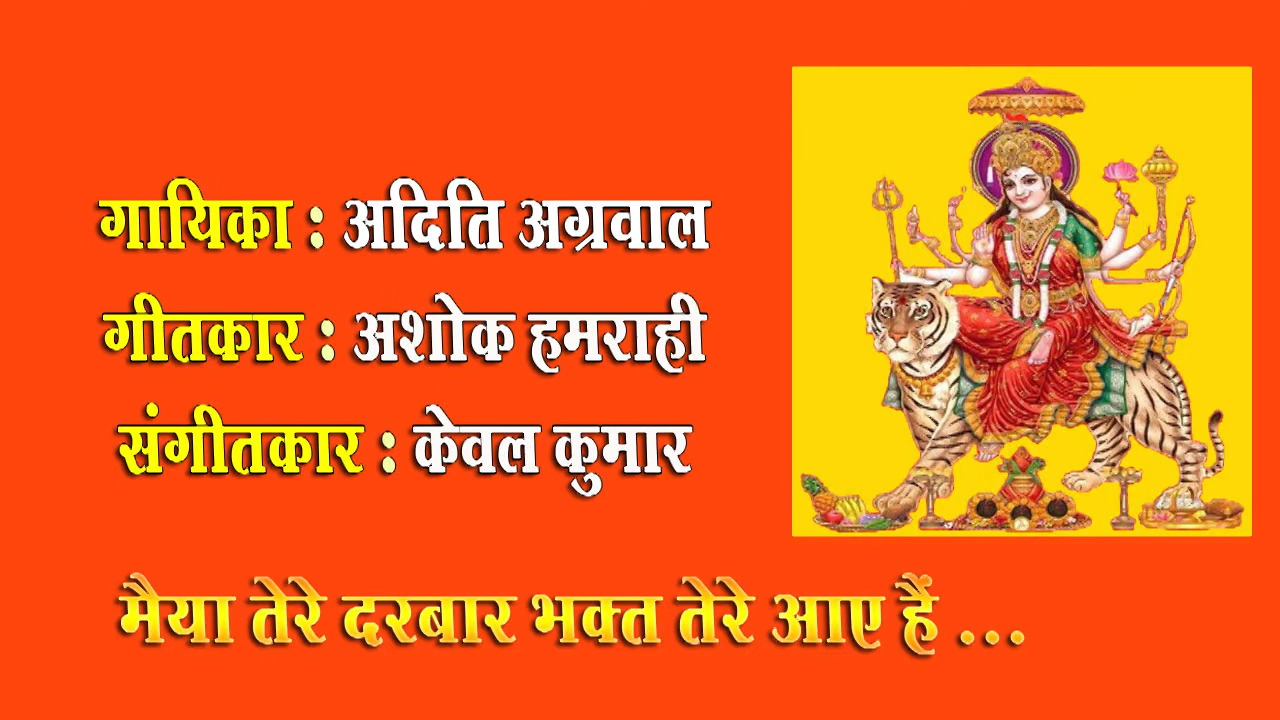 गायिका : अदिति अग्रवाल
गीतकार : अशोक हमराही
संगीतकार : केवल कुमार
मैया तेरे दरबार भक्त तेरे आए हैं ...